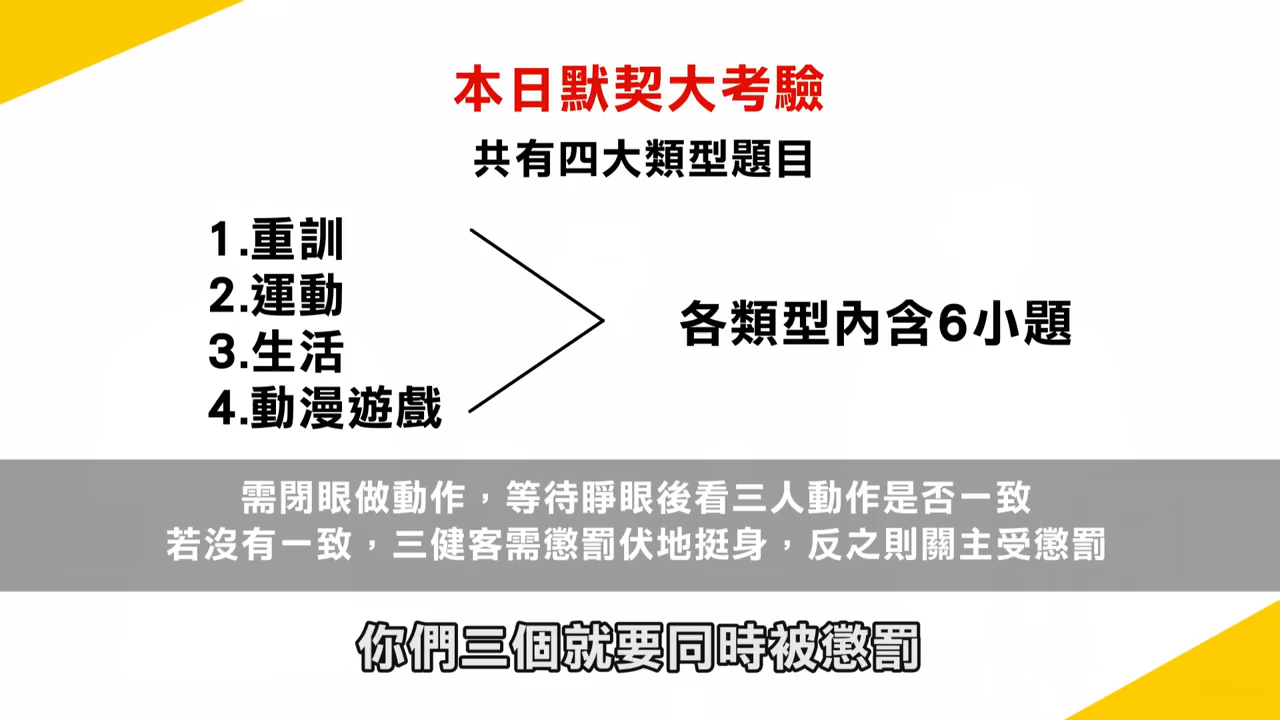 本日默契大考驗
共有四大類型題目
1.重訓
2.運動
3.生活
4.動漫遊戲
各類型內含6小題
需閉眼做動作，等待睜眼後看三人動作是否一致
若沒有一致，三健客需懲罰伏地挺身，反之則關主受懲罰
你們三個就要同時被懲罰